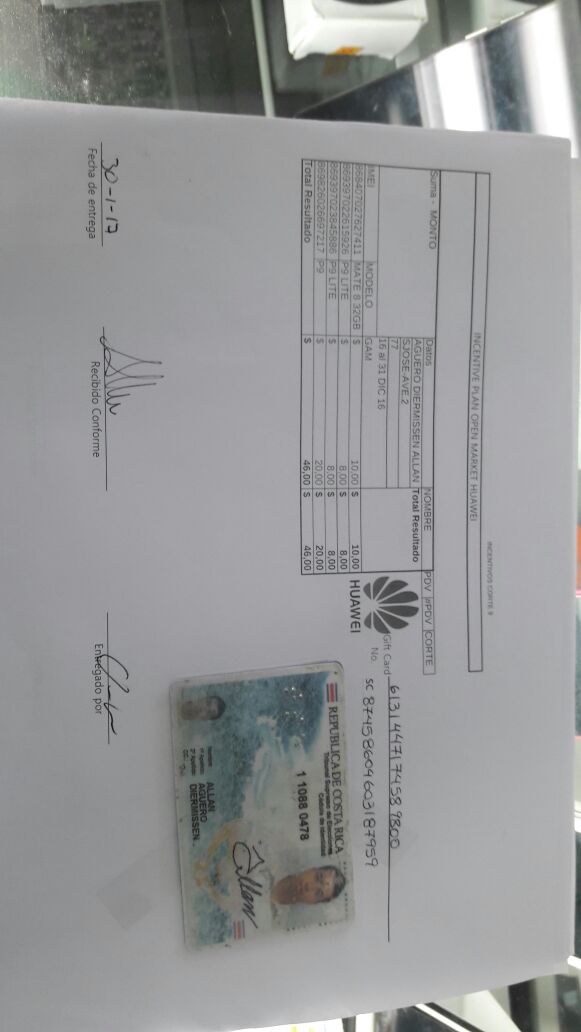 INCENTIVOS CORTE 9
INCENTIVE PLAN OPEN MARKET HUAWEI
Suma - MONTO Datos NOMBRE PDV #PDV CORTE
AGUERO DIERMISSEN ALLAN Total Resultado
SJOSE-AVE.2
77
16 al 31 DIC 16
IMEI MODELO GAM
MATE 8 32GB $ 10,00 $ 10,00
869397022615926 P9 LITE $ 8,00 $ 8,00
869397023845886 P9 LITE $ 8,00 $ 8,00
P9 $ 20,00 $ 20,00
Total Resultado $ 46,00 $ 46,00
HUAWEI
Gift Card 6131447174589800
No. SC 874586094603187959
REPUBLICA DE COSTA RICA
Tribunal Supremo de Elecciones
Cédula de Identidad
1 1088 0478
Nombre: ALLAN
1º Apellido: AGUERO
2º Apellido: DIERMISSEN
30-1-17
Fecha de entrega
Recibido Conforme
Entregado por